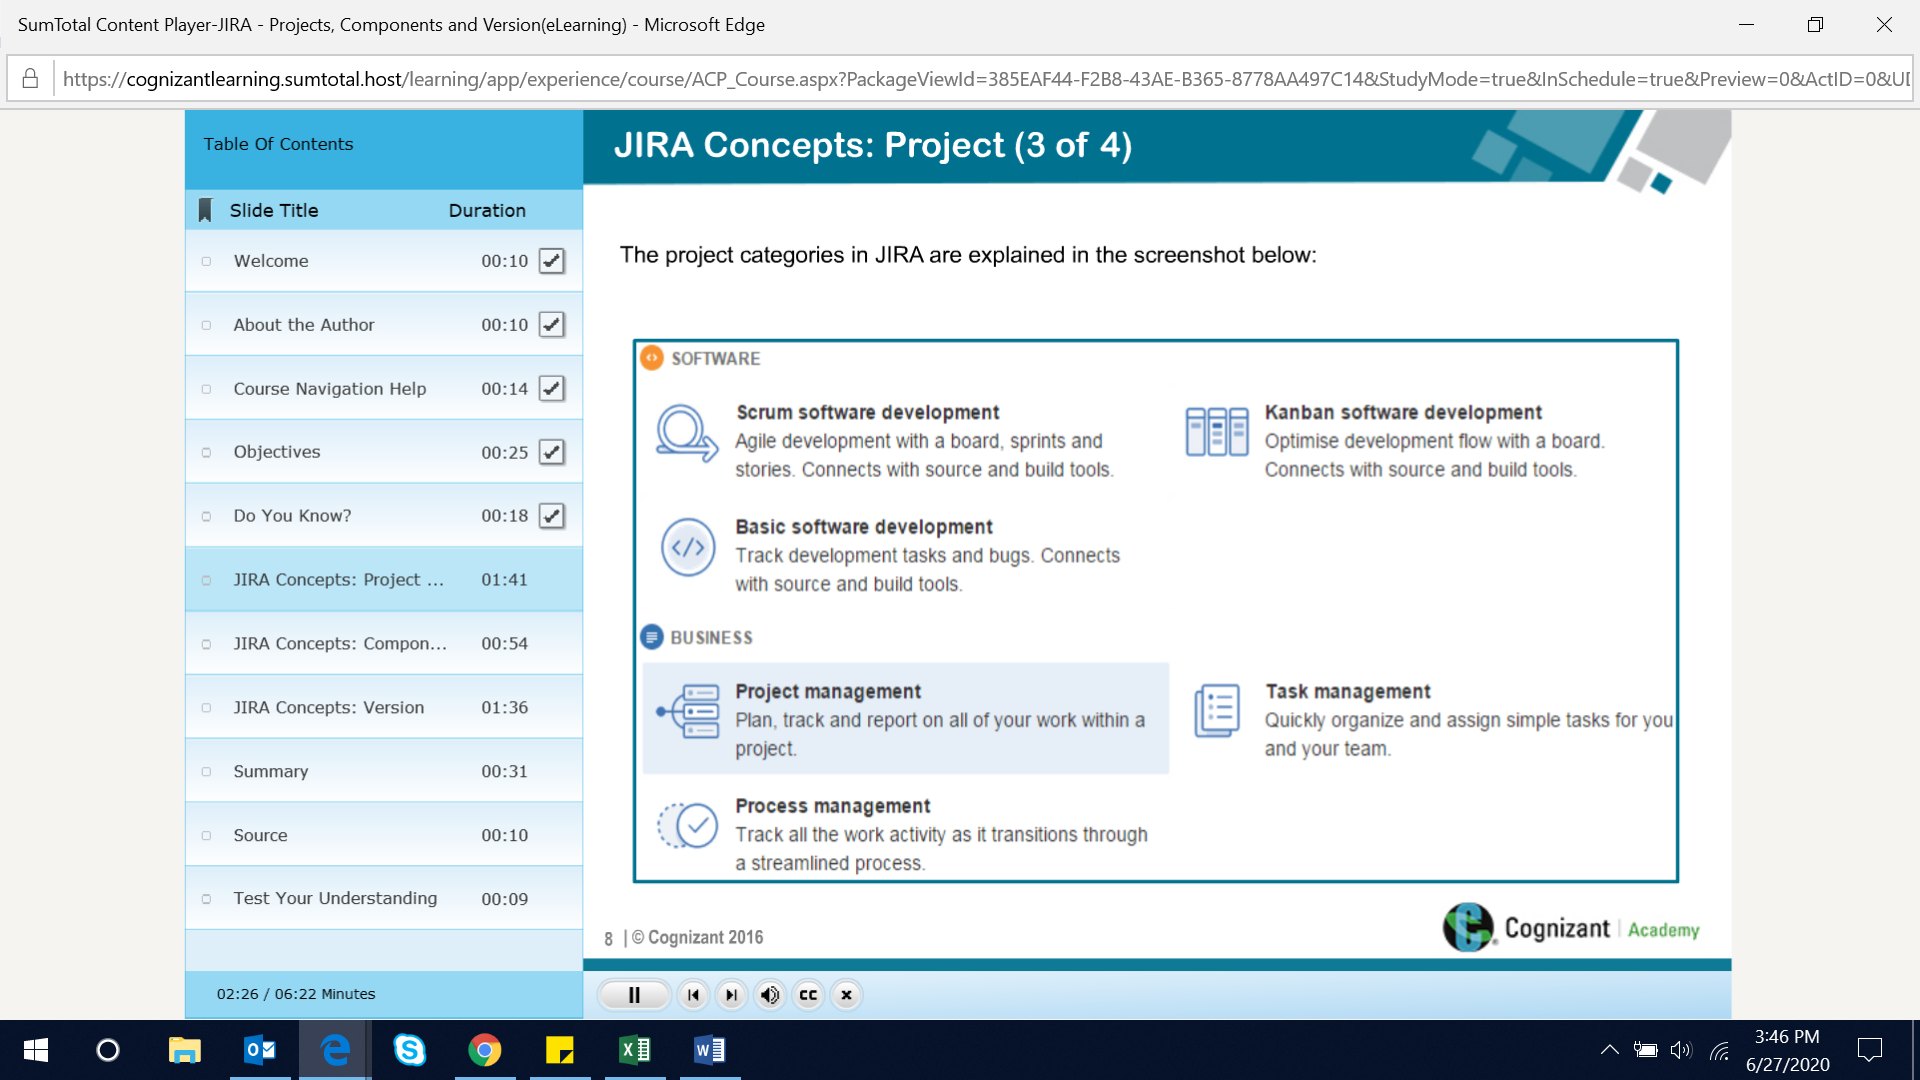 SumTotal Content Player-JIRA - Projects, Components and Version(eLearning) - Microsoft Edge
https://cognizantlearning.sumtotal.host/learning/app/experience/course/ACP_Course.aspx?PackageViewId=385EAF44-F2B8-43AE-B365-8778AA497C14&StudyMode=true&InSchedule=true&Preview=0&ActID=0&UI
Table Of Contents
Slide Title Duration
Welcome 00:10
About the Author 00:10
Course Navigation Help 00:14
Objectives 00:25
Do You Know? 00:18
JIRA Concepts: Project ... 01:41
JIRA Concepts: Compon... 00:54
JIRA Concepts: Version 01:36
Summary 00:31
Source 00:10
Test Your Understanding 00:09
02:26 / 06:22 Minutes
JIRA Concepts: Project (3 of 4)
The project categories in JIRA are explained in the screenshot below:
SOFTWARE
Scrum software development
Agile development with a board, sprints and
stories. Connects with source and build tools.
Kanban software development
Optimise development flow with a board.
Connects with source and build tools.
Basic software development
Track development tasks and bugs. Connects
with source and build tools.
BUSINESS
Project management
Plan, track and report on all of your work within a
project.
Task management
Quickly organize and assign simple tasks for you
and your team.
Process management
Track all the work activity as it transitions through
a streamlined process.
8 | © Cognizant 2016
Cognizant | Academy
CC
3:46 PM
6/27/2020